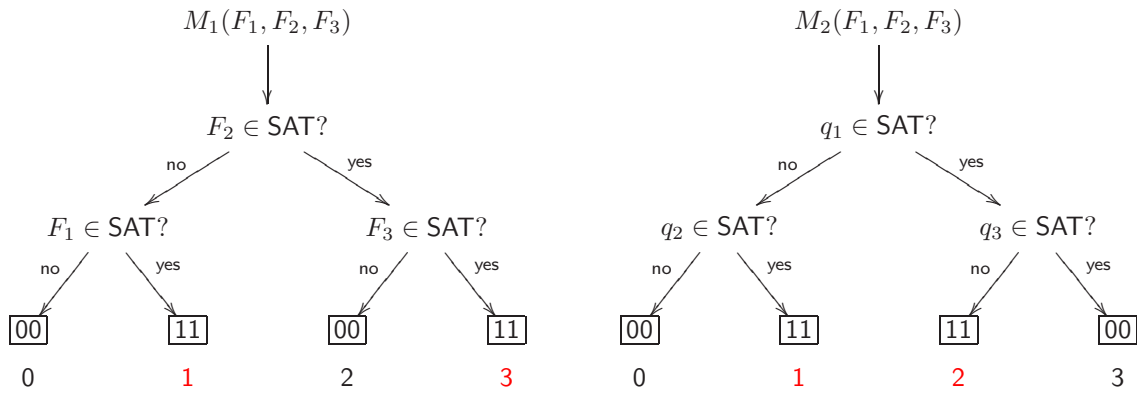 M₁(F₁, F₂, F₃) M₂(F₁, F₂, F₃)
F₂ ∈ SAT? q₁ ∈ SAT?
no yes no yes
F₁ ∈ SAT? F₃ ∈ SAT? q₂ ∈ SAT? q₃ ∈ SAT?
no yes no yes no yes no yes
00 11 00 11 00 11 11 00
0 1 2 3 0 1 2 3